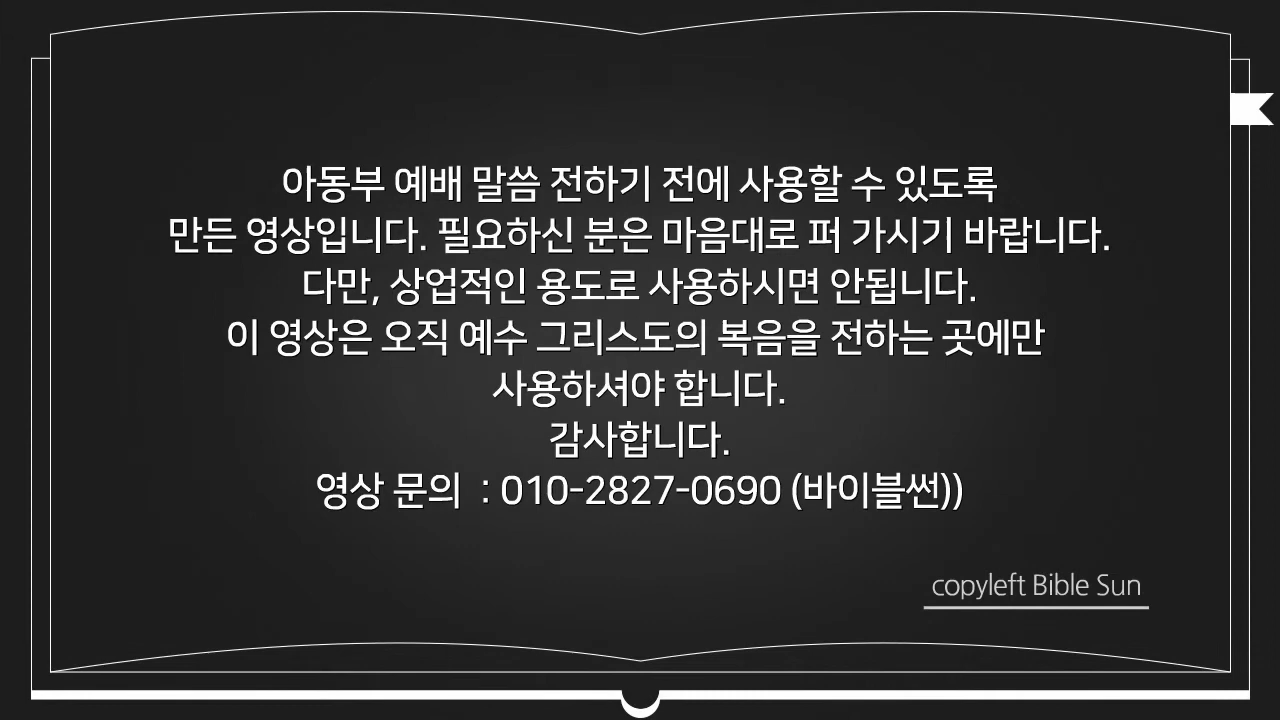 아동부 예배 말씀 전하기 전에 사용할 수 있도록
만든 영상입니다. 필요하신 분은 마음대로 퍼 가시기 바랍니다.
다만, 상업적인 용도로 사용하시면 안됩니다.
이 영상은 오직 예수 그리스도의 복음을 전하는 곳에만
사용하셔야 합니다.
감사합니다.
영상 문의  : 010-2827-0690 (바이블썬))
copyleft Bible Sun